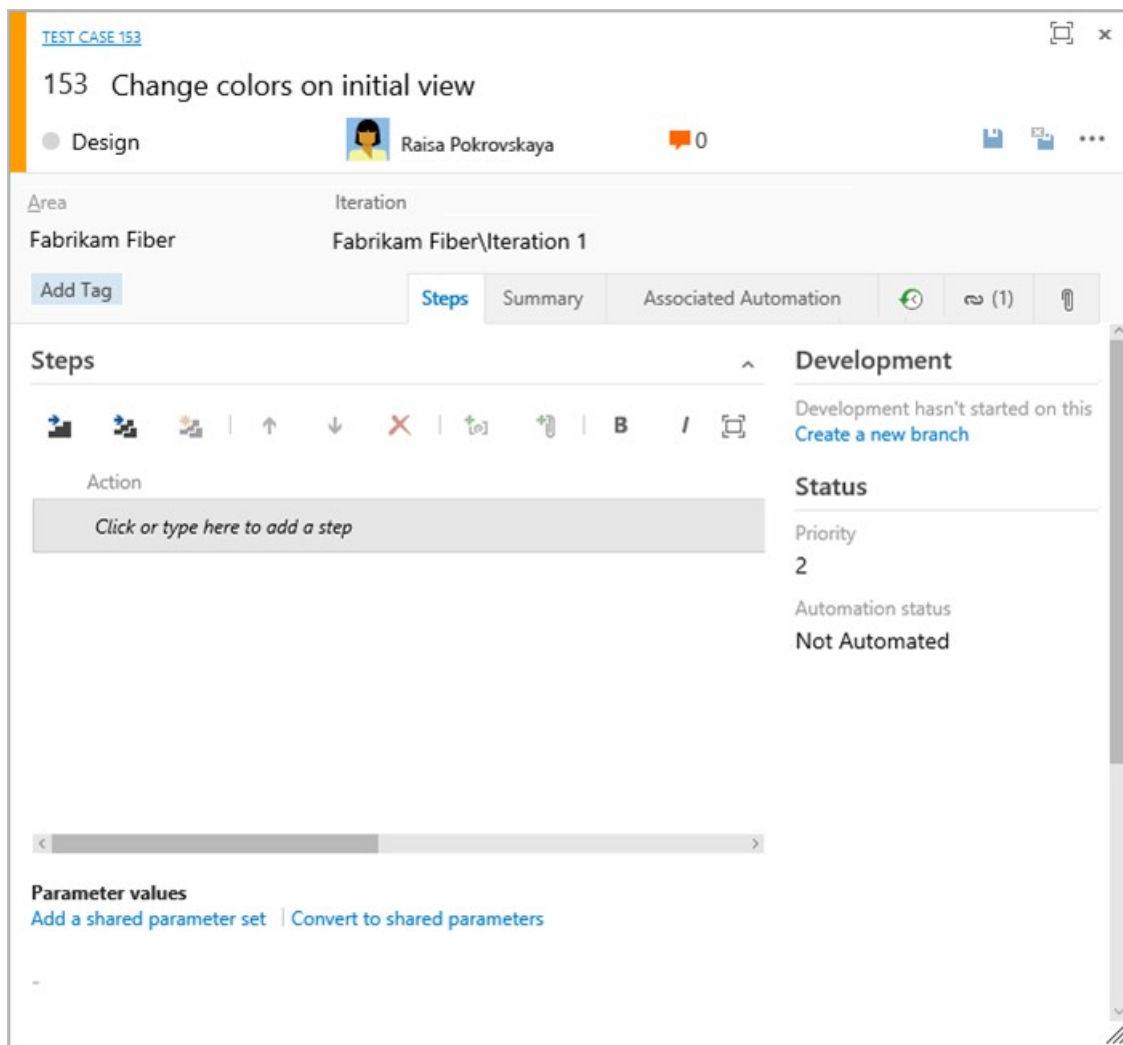 TEST CASE 153
153 Change colors on initial view
Design Raisa Pokrovskaya 0
Area Iteration
Fabrikam Fiber Fabrikam Fiber\Iteration 1
Add Tag Steps Summary Associated Automation (1)
Steps
B I
Action
Click or type here to add a step
Parameter values
Add a shared parameter set | Convert to shared parameters
-
Development
Development hasn't started on this
Create a new branch
Status
Priority
2
Automation status
Not Automated